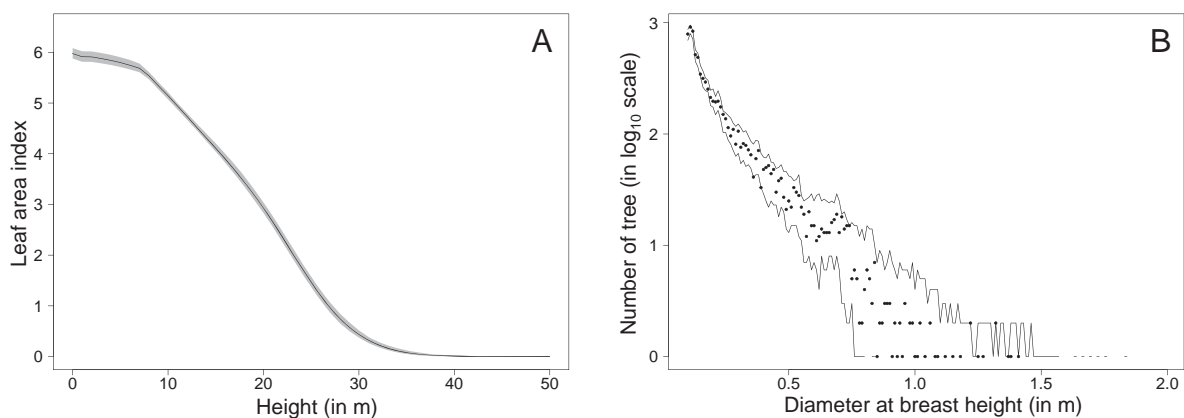 A
Leaf area index
6
5
4
3
2
1
0
0 10 20 30 40 50
Height (in m)
B
Number of tree (in log10 scale)
3
2
1
0
0.5 1.0 1.5 2.0
Diameter at breast height (in m)